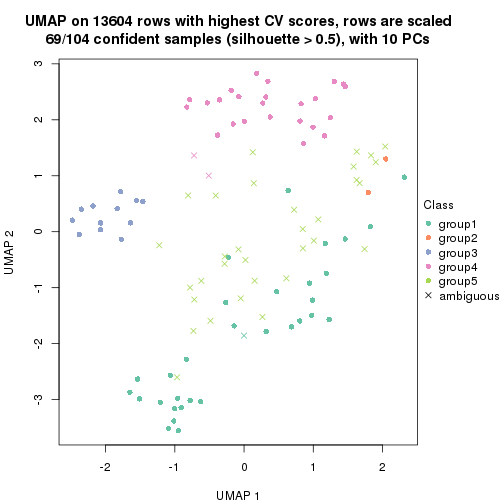 UMAP on 13604 rows with highest CV scores, rows are scaled
69/104 confident samples (silhouette > 0.5), with 10 PCs
3
2
1
0
-1
-2
-3
UMAP 2
-2
-1
0
1
2
UMAP 1
Class
group1
group2
group3
group4
group5
ambiguous